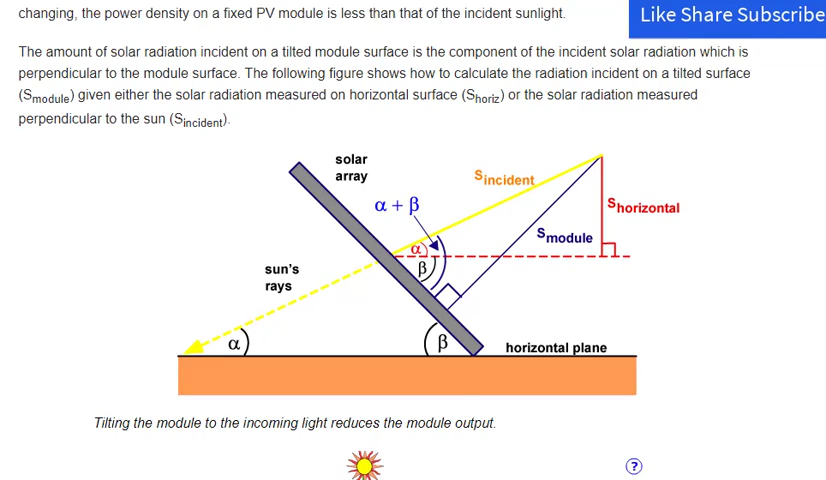 changing, the power density on a fixed PV module is less than that of the incident sunlight.
Like Share Subscribe
The amount of solar radiation incident on a tilted module surface is the component of the incident solar radiation which is
perpendicular to the module surface. The following figure shows how to calculate the radiation incident on a tilted surface
(Smodule) given either the solar radiation measured on horizontal surface (Shoriz) or the solar radiation measured
perpendicular to the sun (Sincident).
solar
array
Sincident
α + β
Shorizontal
Smodule
α
β
sun's
rays
α
β
horizontal plane
Tilting the module to the incoming light reduces the module output.
?